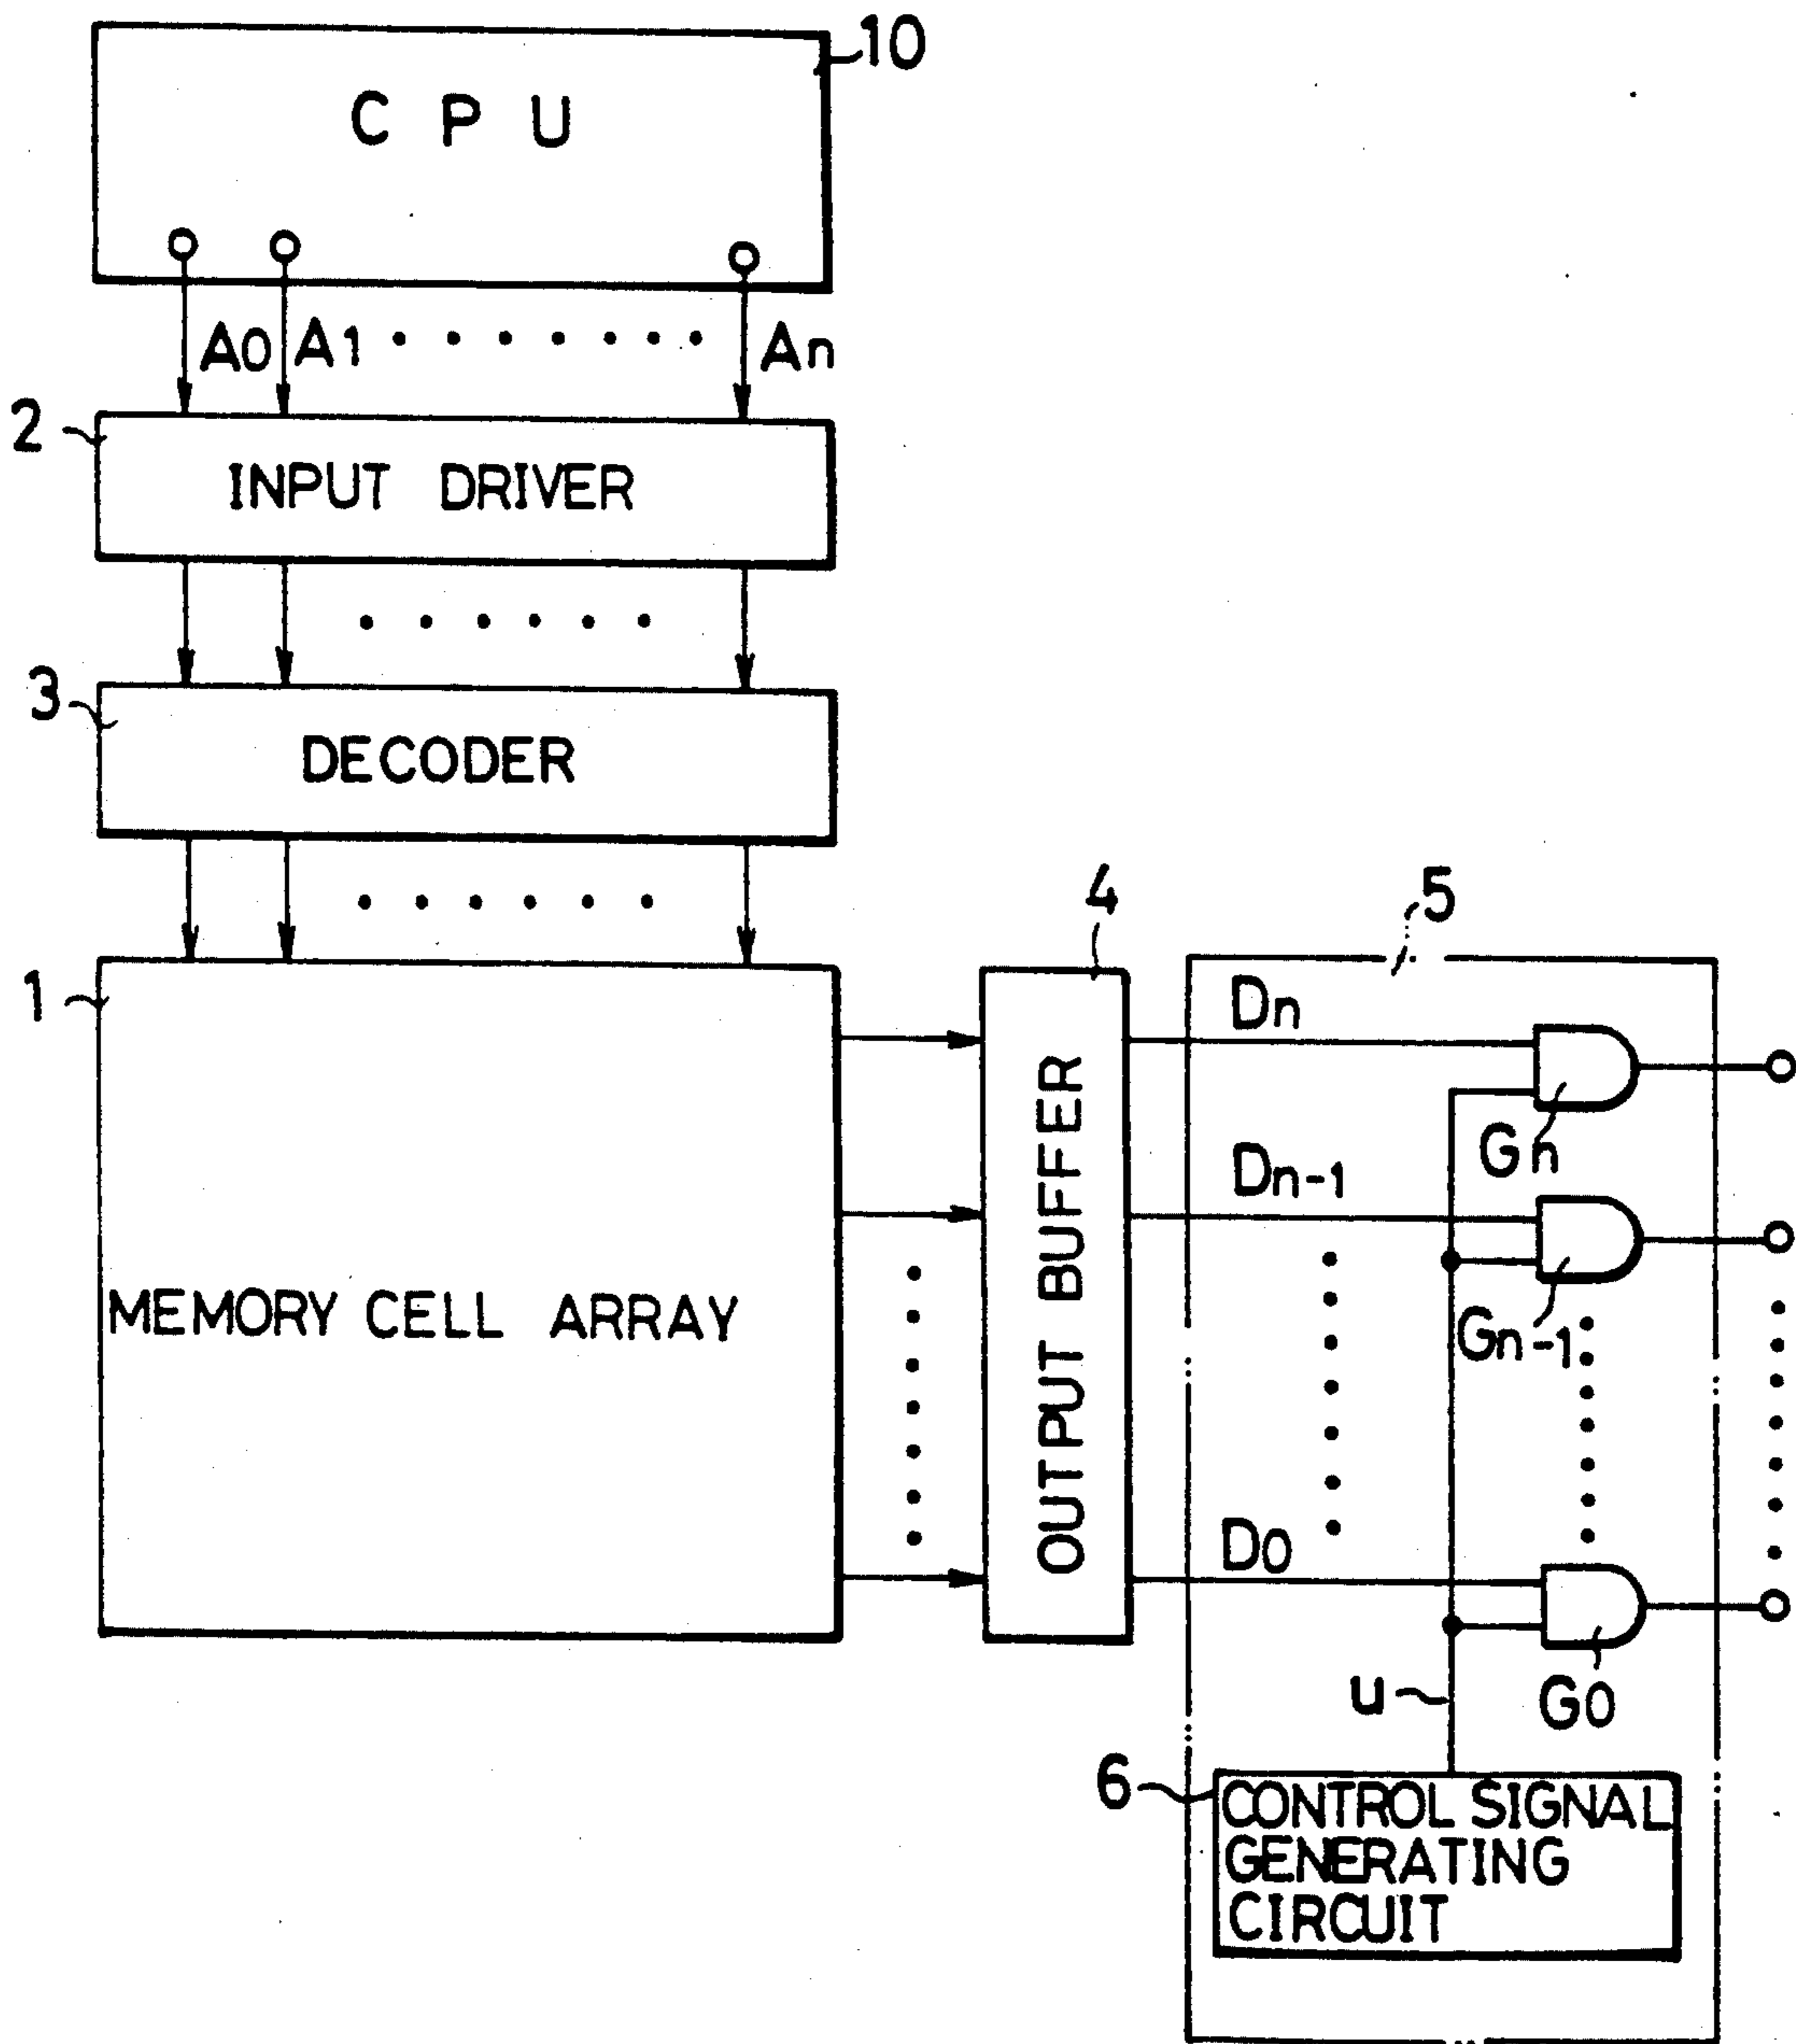 10
C P U
A0 A1 ....... An
2
INPUT DRIVER
3
DECODER
4
5
1
Dn
Gn
Dn-1
Gn-1
MEMORY CELL ARRAY
OUTPUT BUFFER
D0
G0
u
6
CONTROL SIGNAL
GENERATING
CIRCUIT